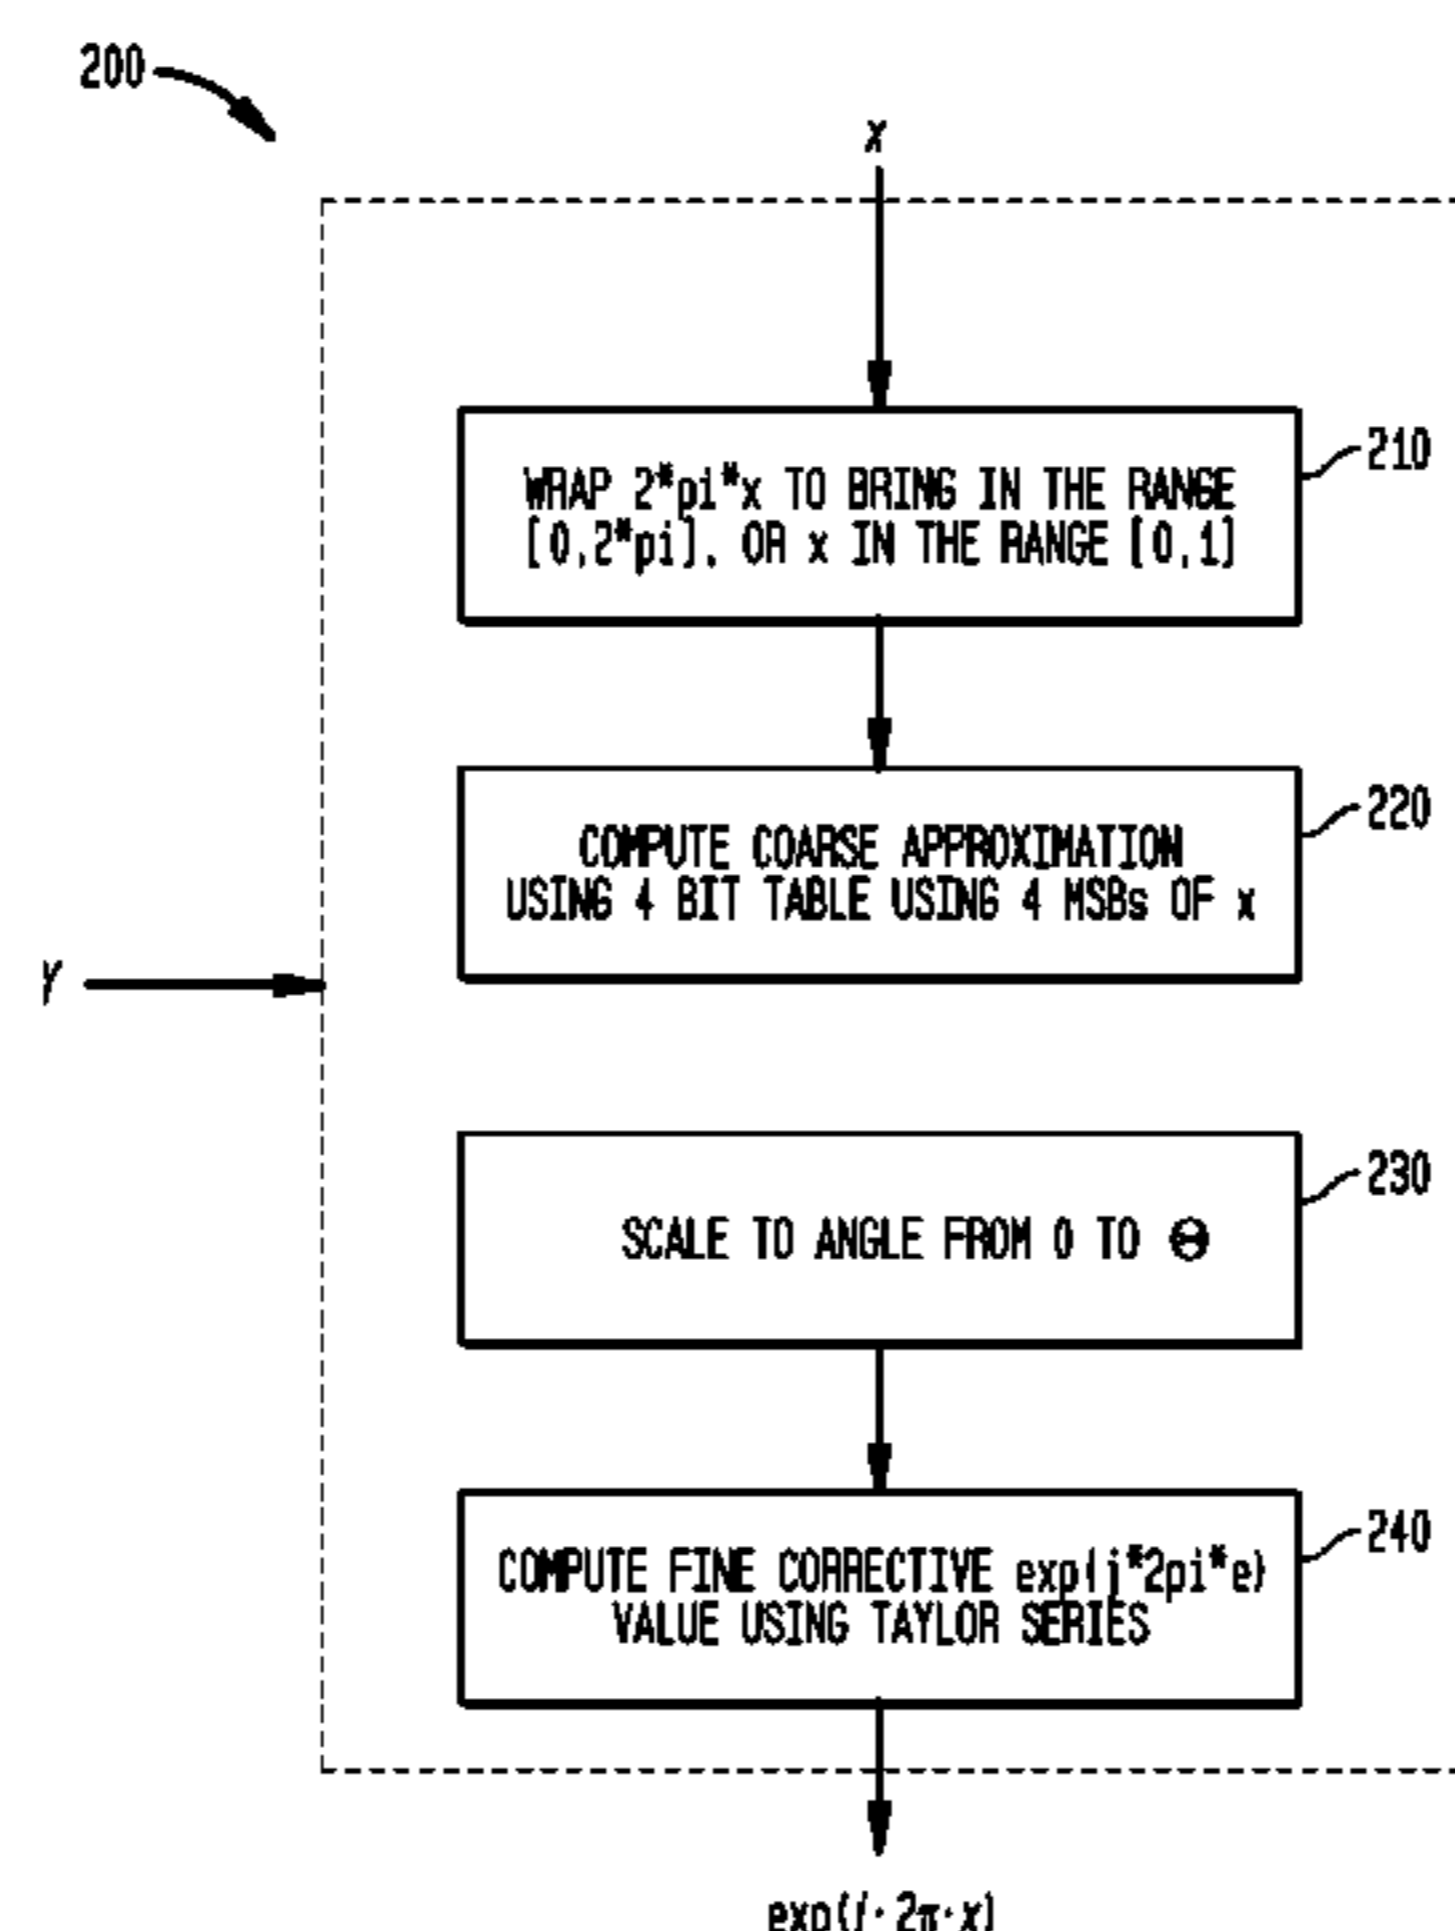 200
x
WRAP 2*pi*x TO BRING IN THE RANGE
[0,2*pi], OR x IN THE RANGE [0,1]
210
COMPUTE COARSE APPROXIMATION
USING 4 BIT TABLE USING 4 MSBs OF x
220
Y
SCALE TO ANGLE FROM 0 TO Θ
230
COMPUTE FINE CORRECTIVE exp(j*2pi*e)
VALUE USING TAYLOR SERIES
240
exp(j·2π·x)